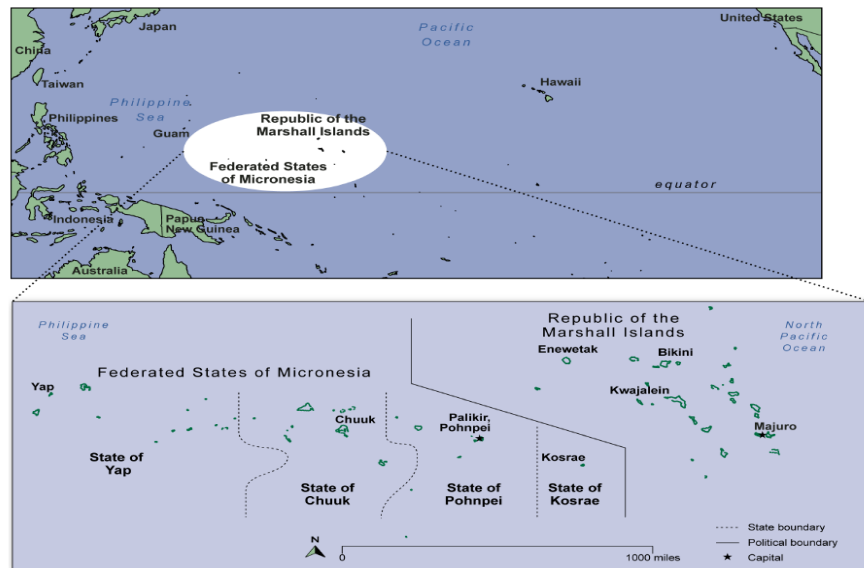 Japan
Pacific
Ocean
United States
China
Taiwan
Hawaii
Philippine
Sea
Philippines
Guam
Republic of the
Marshall Islands
Federated States
of Micronesia
equator
Indonesia
Papua
New Guinea
Australia
Philippine
Sea
Republic of the
Marshall Islands
North
Pacific
Ocean
Enewetak
Bikini
Federated States of Micronesia
Yap
Kwajalein
Chuuk
Palikir,
Pohnpei
Majuro
Kosrae
State of
Yap
State of
Chuuk
State of
Pohnpei
State of
Kosrae
N
0
1000 miles
State boundary
Political boundary
Capital